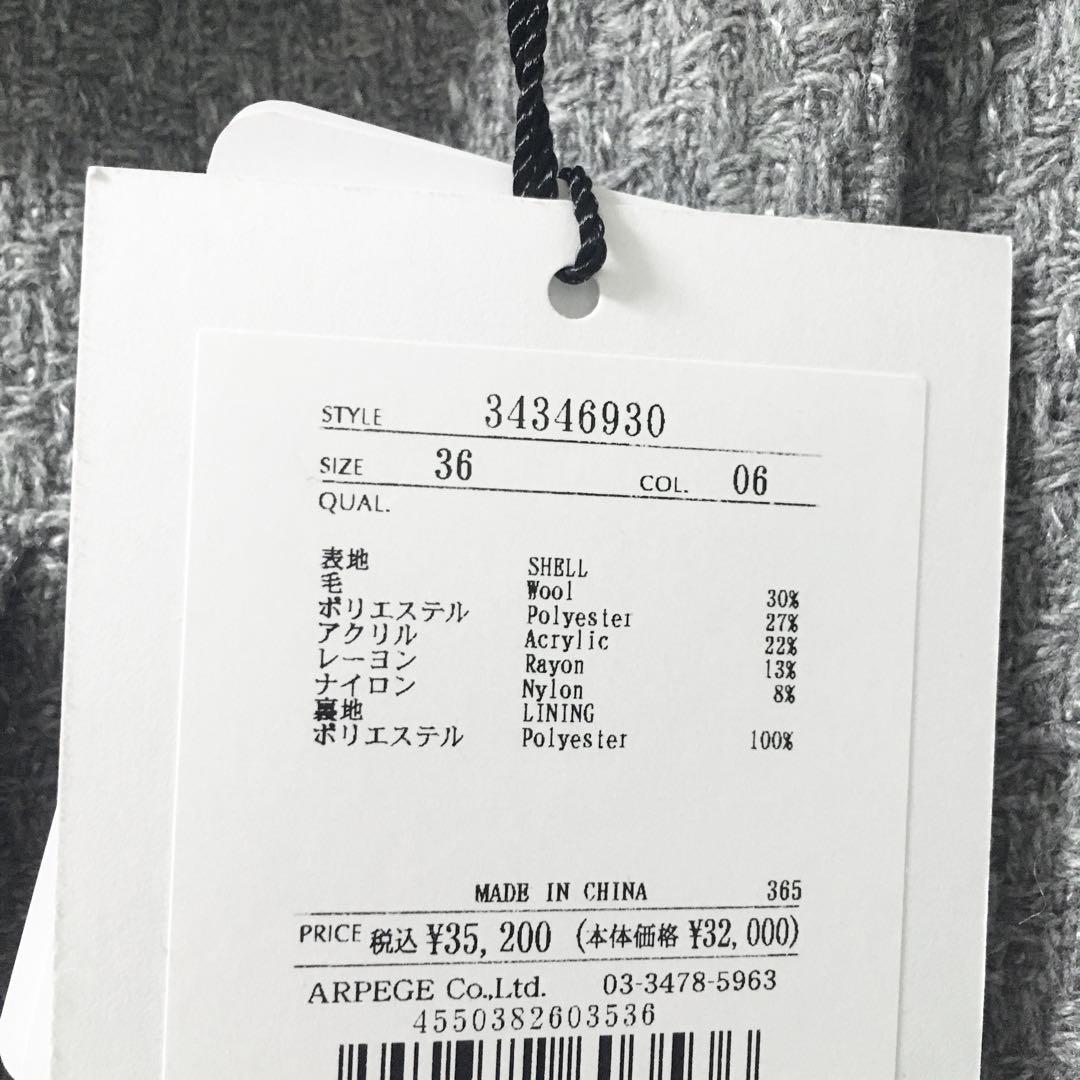 STYLE 34346930
SIZE 36 COL. 06
QUAL.
表地 SHELL
毛 Wool 30%
ポリエステル Polyester 27%
アクリル Acrylic 22%
レーヨン Rayon 13%
ナイロン Nylon 8%
裏地 LINING
ポリエステル Polyester 100%
MADE IN CHINA 365
PRICE 税込 ¥35,200 (本体価格 ¥32,000)
ARPEGE Co.,Ltd. 03-3478-5963
4550382603536